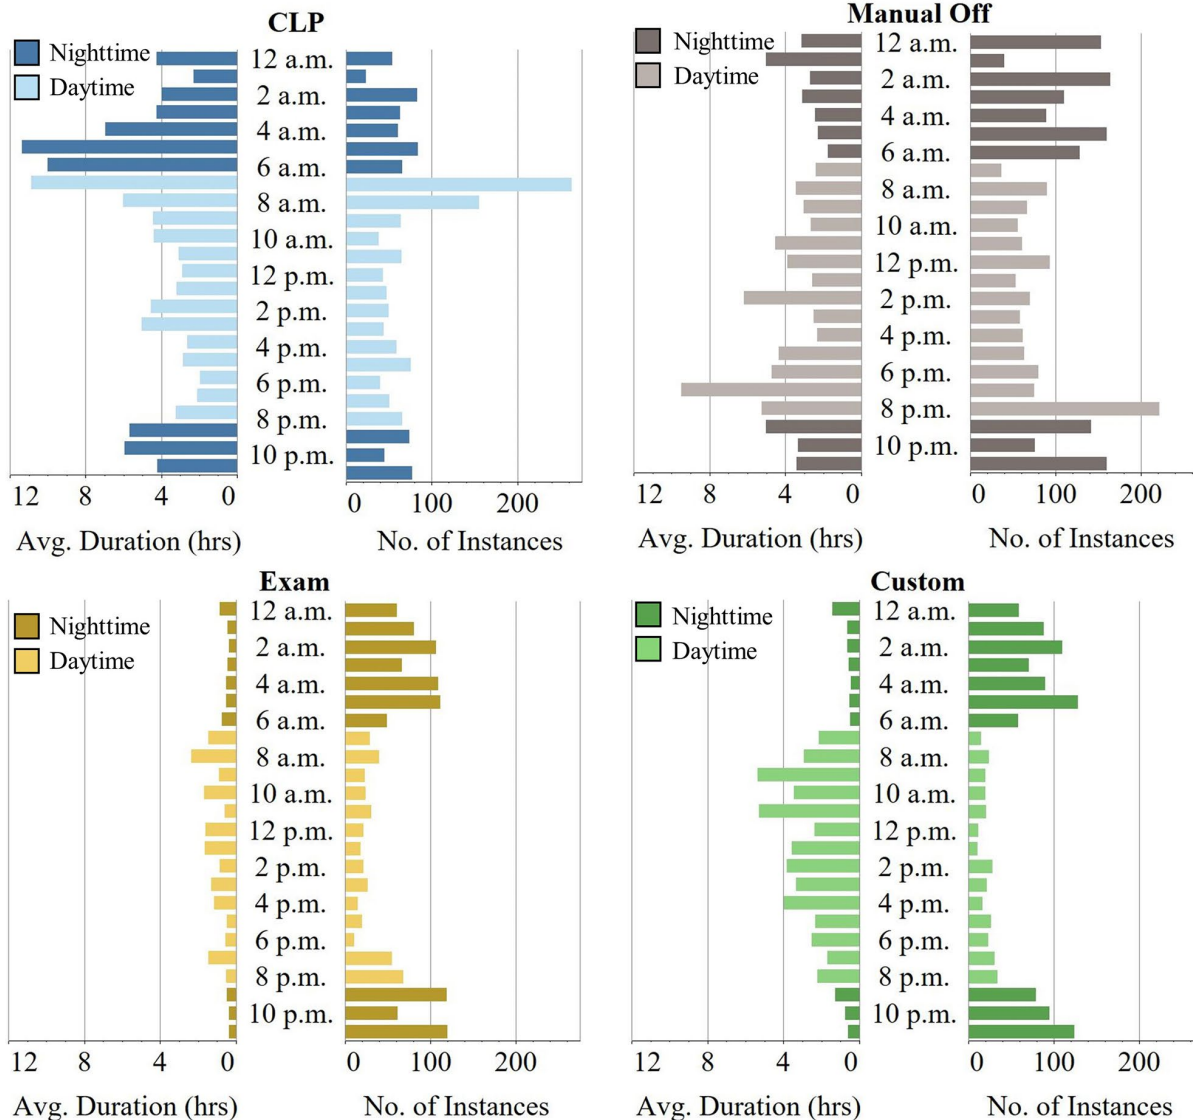 CLP
Nighttime
Daytime
12 a.m.
2 a.m.
4 a.m.
6 a.m.
8 a.m.
10 a.m.
12 p.m.
2 p.m.
4 p.m.
6 p.m.
8 p.m.
10 p.m.
12 8 4 0
0 100 200
Avg. Duration (hrs)
No. of Instances
Manual Off
Nighttime
Daytime
12 a.m.
2 a.m.
4 a.m.
6 a.m.
8 a.m.
10 a.m.
12 p.m.
2 p.m.
4 p.m.
6 p.m.
8 p.m.
10 p.m.
12 8 4 0
0 100 200
Avg. Duration (hrs)
No. of Instances
Exam
Nighttime
Daytime
12 a.m.
2 a.m.
4 a.m.
6 a.m.
8 a.m.
10 a.m.
12 p.m.
2 p.m.
4 p.m.
6 p.m.
8 p.m.
10 p.m.
12 8 4 0
0 100 200
Avg. Duration (hrs)
No. of Instances
Custom
Nighttime
Daytime
12 a.m.
2 a.m.
4 a.m.
6 a.m.
8 a.m.
10 a.m.
12 p.m.
2 p.m.
4 p.m.
6 p.m.
8 p.m.
10 p.m.
12 8 4 0
0 100 200
Avg. Duration (hrs)
No. of Instances